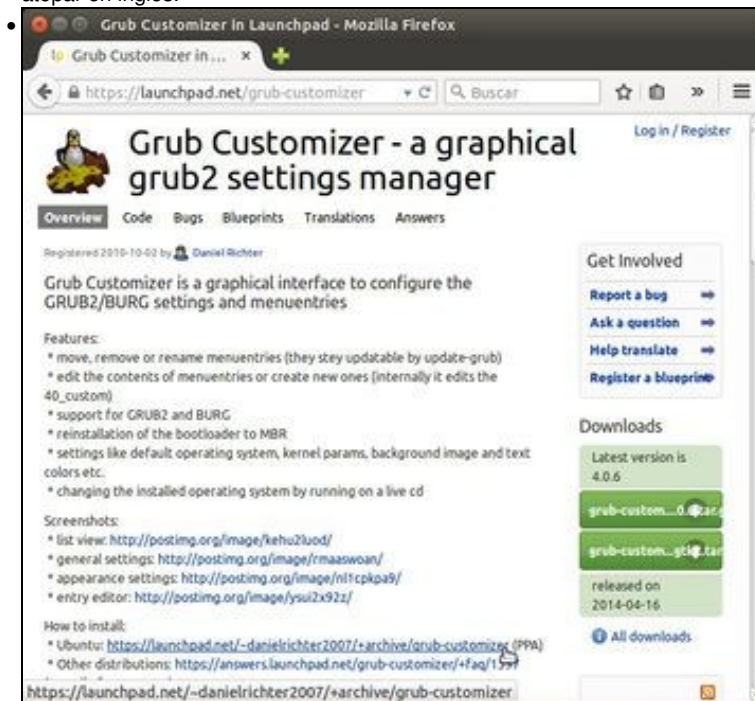 Grub Customizer in Launchpad - Mozilla Firefox
Grub Customizer in ...
https://launchpad.net/grub-customizer
Buscar
Log in / Register
Grub Customizer - a graphical
grub2 settings manager
Overview Code Bugs Blueprints Translations Answers
Registered 2010-10-02 by Daniel Richter
Grub Customizer is a graphical interface to configure the
GRUB2/BURG settings and menuentries
Features:
* move, remove or rename menuentries (they stey updatable by update-grub)
* edit the contents of menuentries or create new ones (internally it edits the
40_custom)
* support for GRUB2 and BURG
* reinstallation of the bootloader to MBR
* settings like default operating system, kernel params, background image and text
colors etc.
* changing the installed operating system by running on a live cd
Screenshots:
* list view: http://postimg.org/image/kehu2luod/
* general settings: http://postimg.org/image/rmaaswoan/
* appearance settings: http://postimg.org/image/nl1cpkpa9/
* entry editor: http://postimg.org/image/ysui2x92z/
How to install:
* Ubuntu: https://launchpad.net/~danielrichter2007/+archive/grub-customizer (PPA)
* Other distributions: https://answers.launchpad.net/grub-customizer/+faq/1
https://launchpad.net/~danielrichter2007/+archive/grub-customizer
Get Involved
Report a bug
Ask a question
Help translate
Register a blueprint
Downloads
Latest version is
4.0.6
grub-custom...
grub-custom...
released on
2014-04-16
All downloads